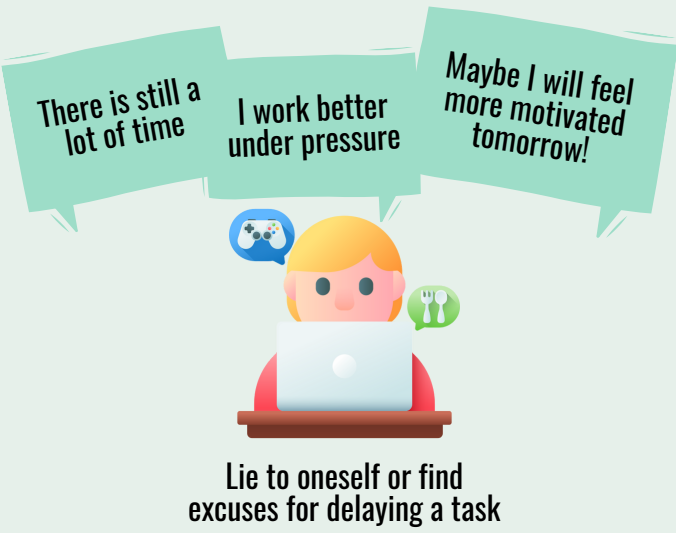 There is still a
lot of time
I work better
under pressure
Maybe I will feel
more motivated
tomorrow!
Lie to oneself or find
excuses for delaying a task